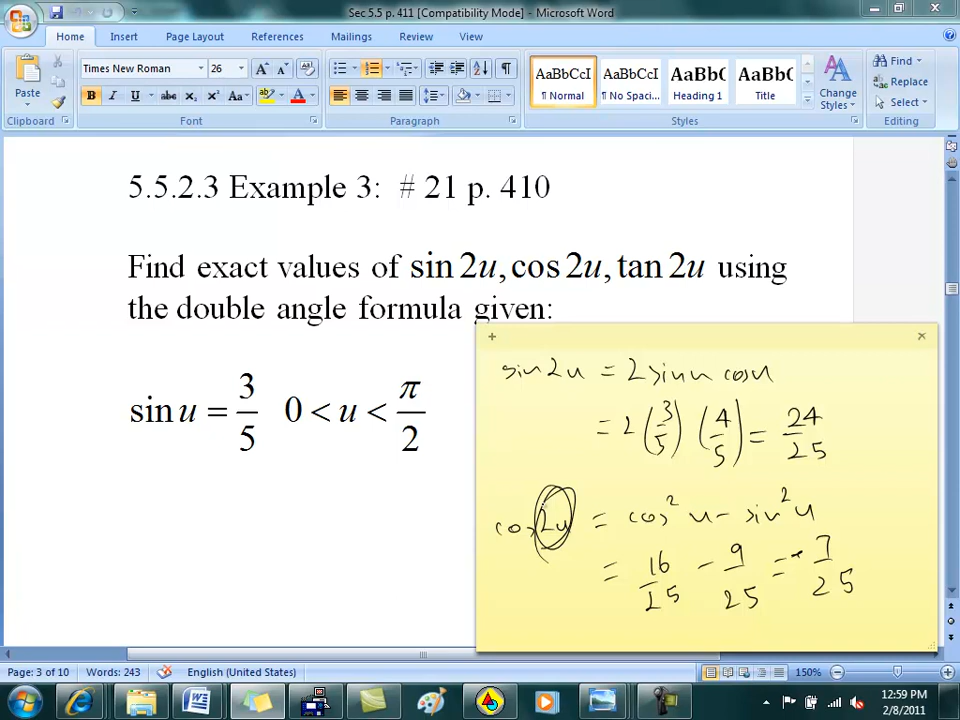 Sec 5.5 p. 411 [Compatibility Mode] - Microsoft Word
Home Insert Page Layout References Mailings Review View
Times New Roman 26
AaBbCcI AaBbCcI AaBbC AaBb(
Find
Replace
Select
Paste
B I U abc X₂ X² Aa
¶ Normal ¶ No Spaci... Heading 1 Title
Change
Styles
Clipboard Font Paragraph Styles Editing
5.5.2.3 Example 3: # 21 p. 410
Find exact values of sin 2u, cos 2u, tan 2u using
the double angle formula given:
sin u = 3/5 0 < u < π/2
sin 2u = 2 sin u cos u
= 2 (3/5) (4/5) = 24/25
cos 2u = cos² u - sin² u
= 16/25 - 9/25 = 7/25
Page: 3 of 10 Words: 243 English (United States) 150%
12:59 PM
2/8/2011